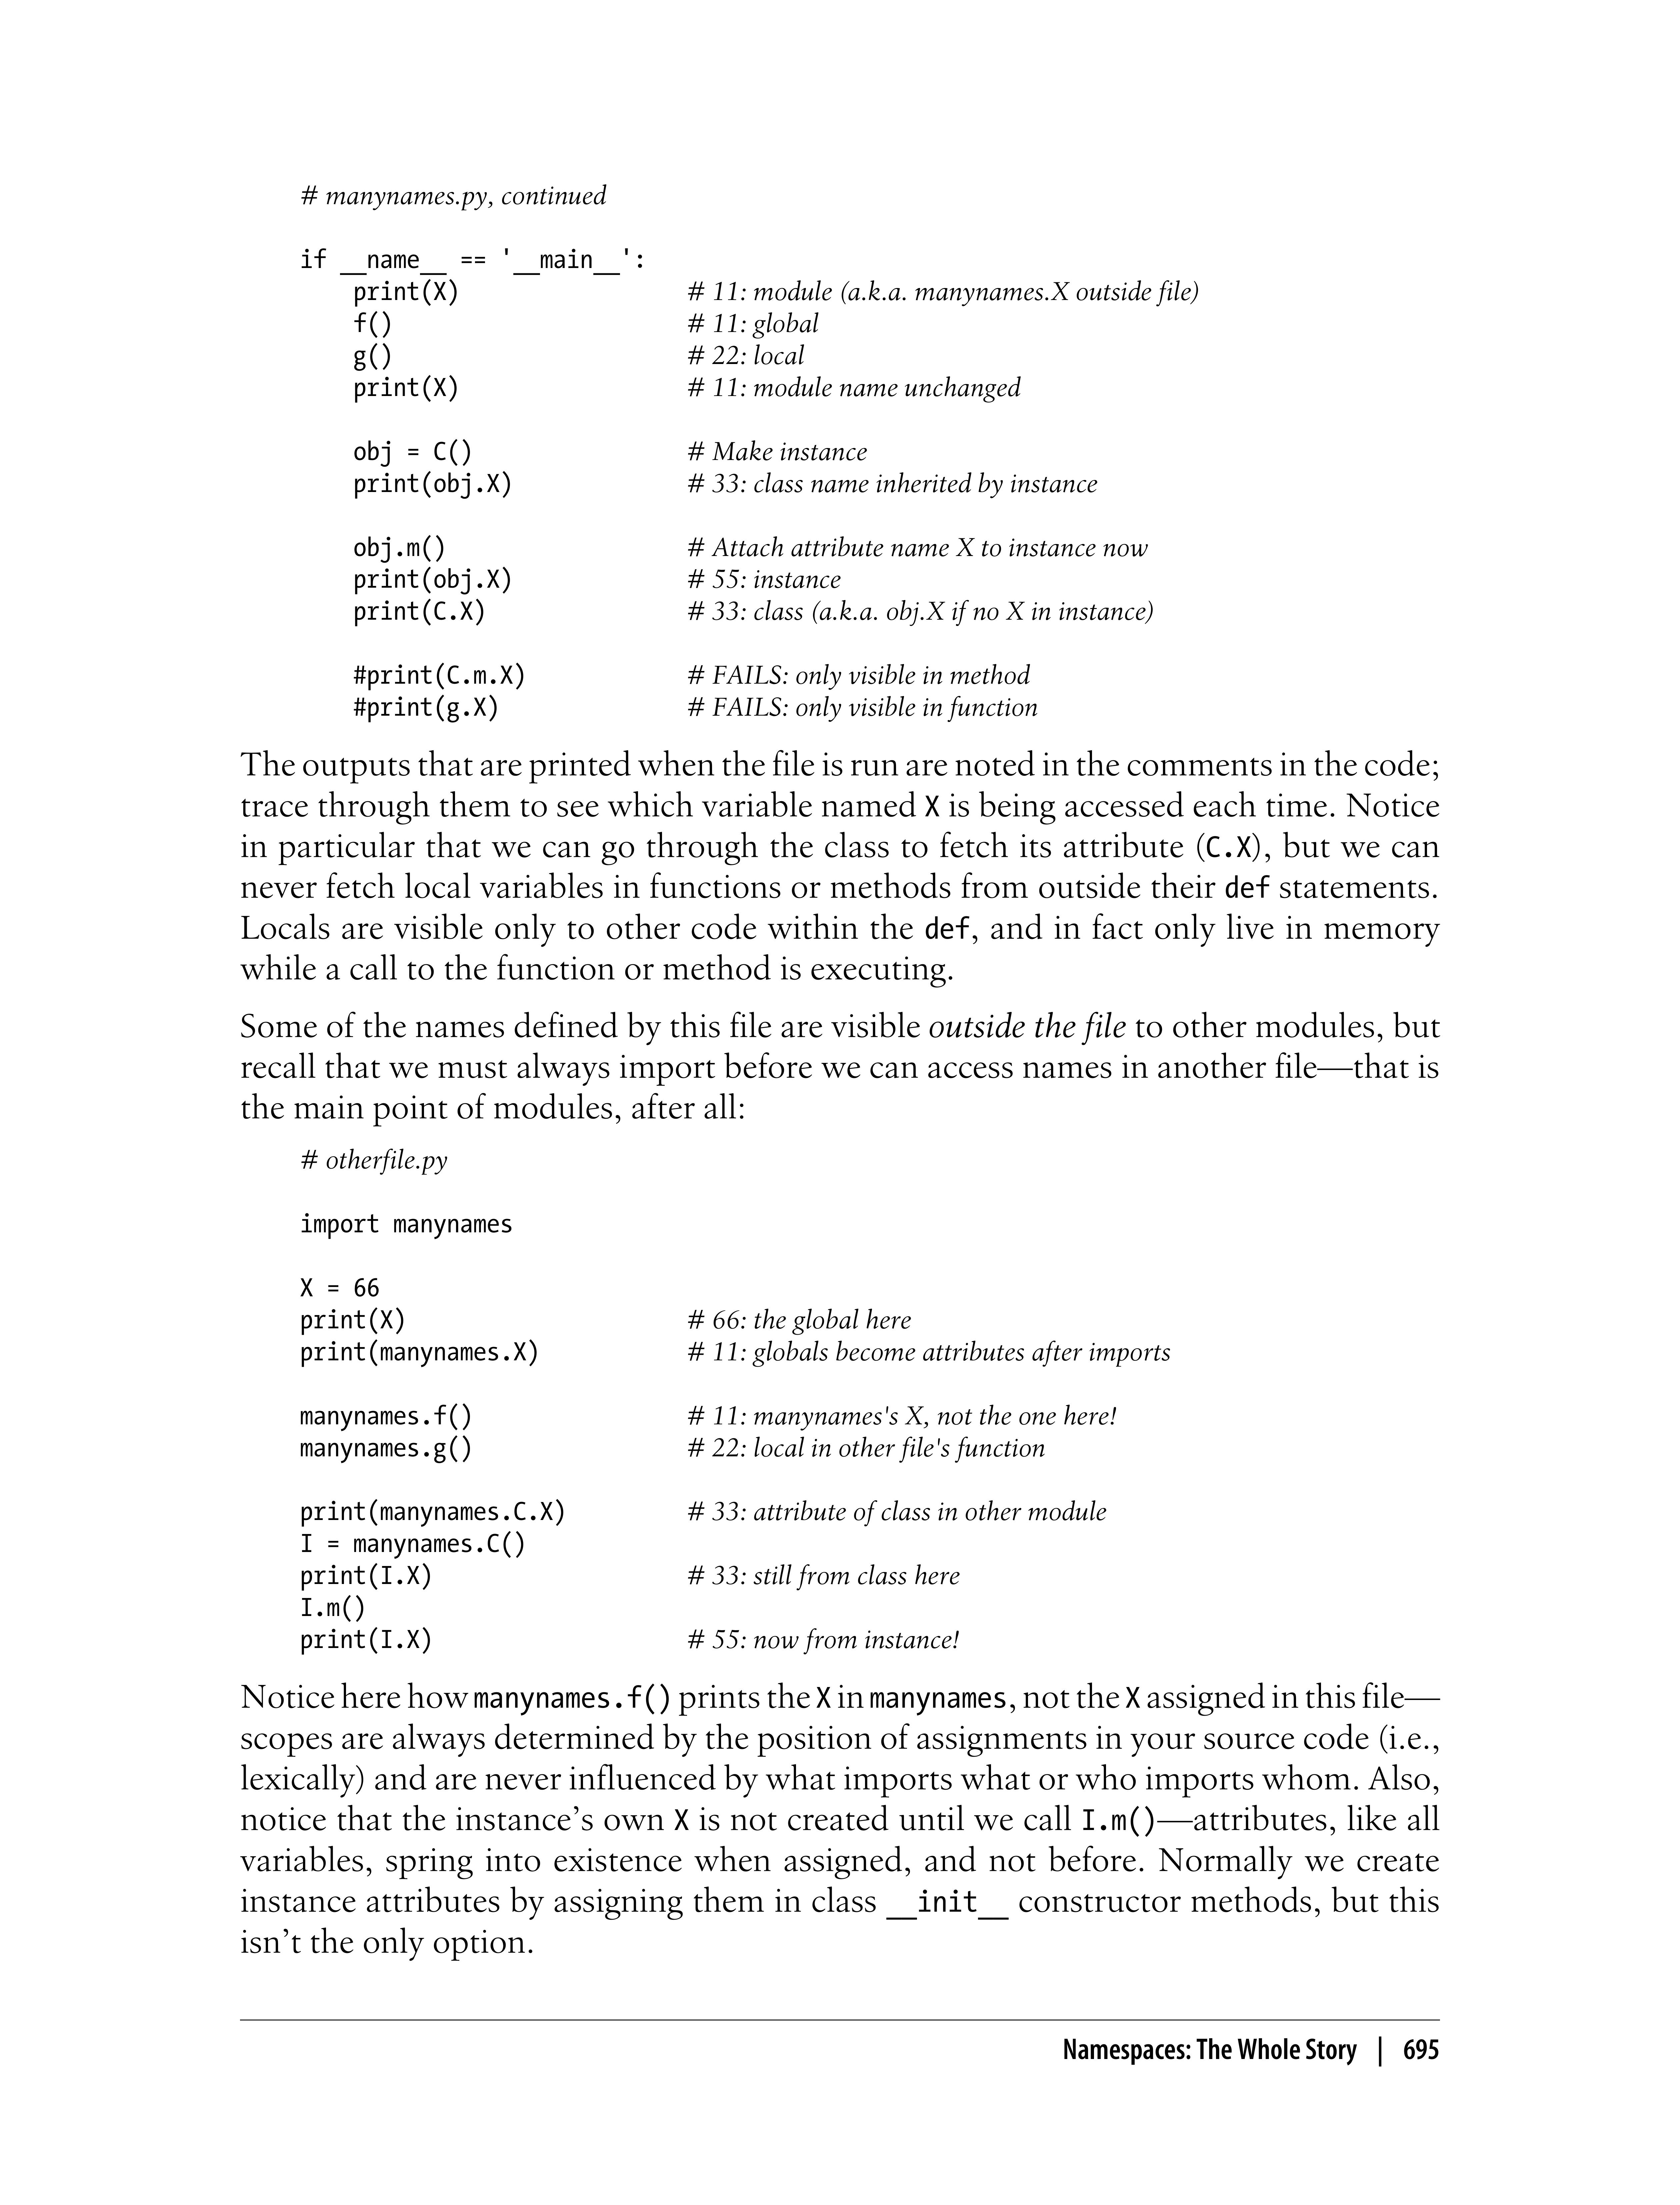 # manynames.py, continued
if __name__ == '__main__':
print(X) # 11: module (a.k.a. manynames.X outside file)
f() # 11: global
g() # 22: local
print(X) # 11: module name unchanged
obj = C() # Make instance
print(obj.X) # 33: class name inherited by instance
obj.m() # Attach attribute name X to instance now
print(obj.X) # 55: instance
print(C.X) # 33: class (a.k.a. obj.X if no X in instance)
#print(C.m.X) # FAILS: only visible in method
#print(g.X) # FAILS: only visible in function
The outputs that are printed when the file is run are noted in the comments in the code;
trace through them to see which variable named X is being accessed each time. Notice
in particular that we can go through the class to fetch its attribute (C.X), but we can
never fetch local variables in functions or methods from outside their def statements.
Locals are visible only to other code within the def, and in fact only live in memory
while a call to the function or method is executing.
Some of the names defined by this file are visible outside the file to other modules, but
recall that we must always import before we can access names in another file—that is
the main point of modules, after all:
# otherfile.py
import manynames
X = 66
print(X) # 66: the global here
print(manynames.X) # 11: globals become attributes after imports
manynames.f() # 11: manynames's X, not the one here!
manynames.g() # 22: local in other file's function
print(manynames.C.X) # 33: attribute of class in other module
I = manynames.C()
print(I.X) # 33: still from class here
I.m()
print(I.X) # 55: now from instance!
Notice here how manynames.f() prints the X in manynames, not the X assigned in this file—
scopes are always determined by the position of assignments in your source code (i.e.,
lexically) and are never influenced by what imports what or who imports whom. Also,
notice that the instance’s own X is not created until we call I.m()—attributes, like all
variables, spring into existence when assigned, and not before. Normally we create
instance attributes by assigning them in class __init__ constructor methods, but this
isn’t the only option.
Namespaces: The Whole Story | 695